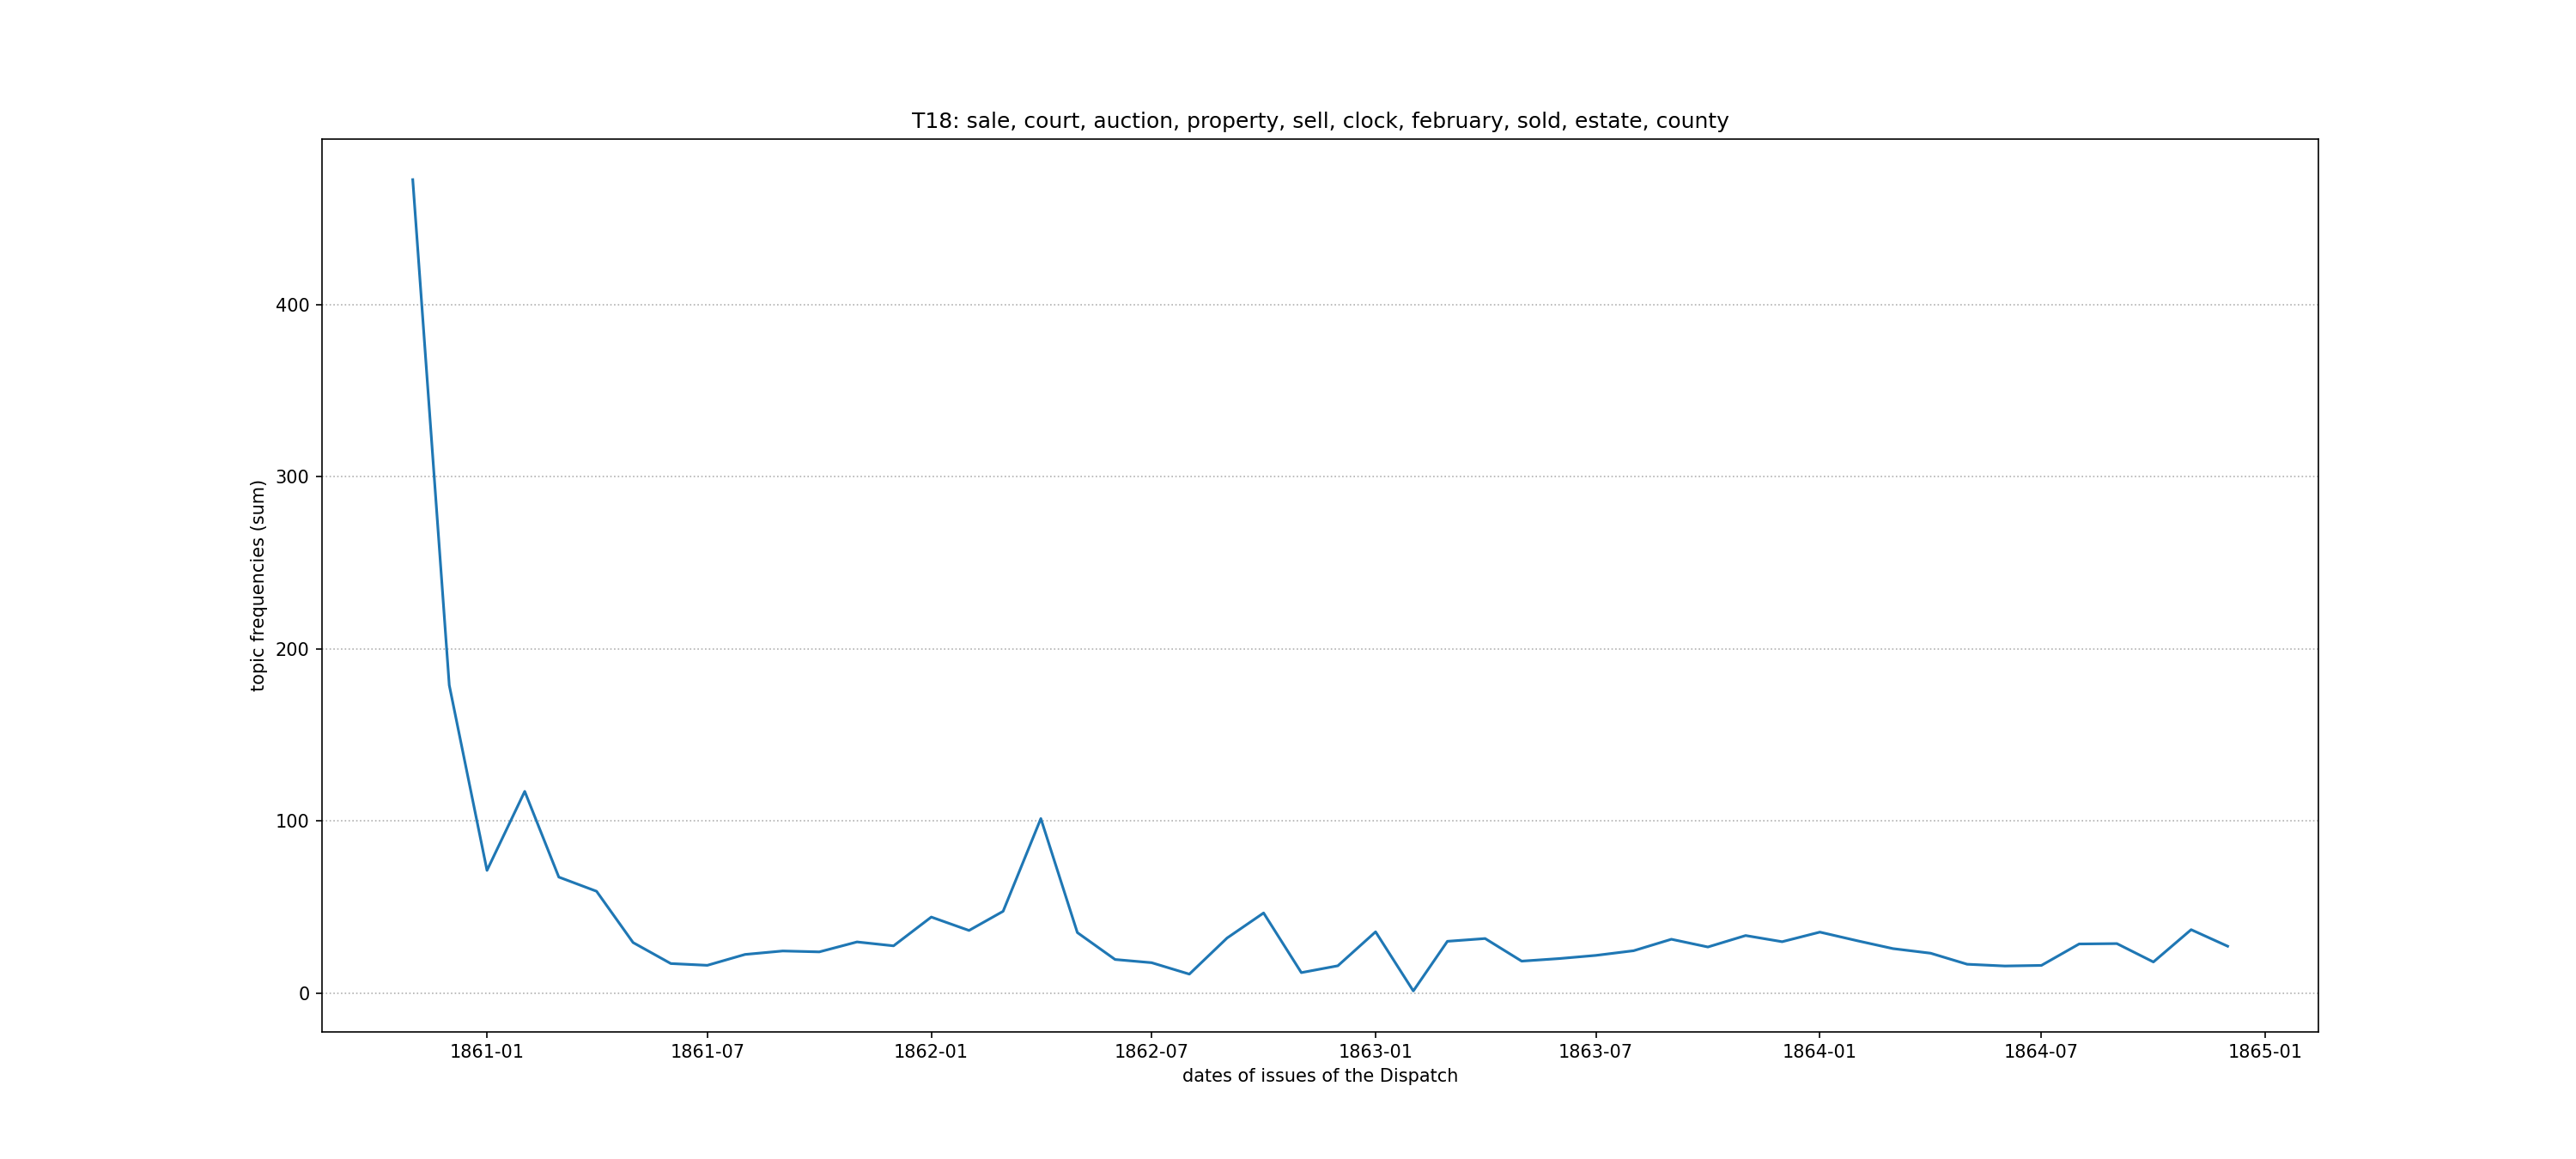 T18: sale, court, auction, property, sell, clock, february, sold, estate, county
topic frequencies (sum)
400
300
200
100
0
1861-01 1861-07 1862-01 1862-07 1863-01 1863-07 1864-01 1864-07 1865-01
dates of issues of the Dispatch